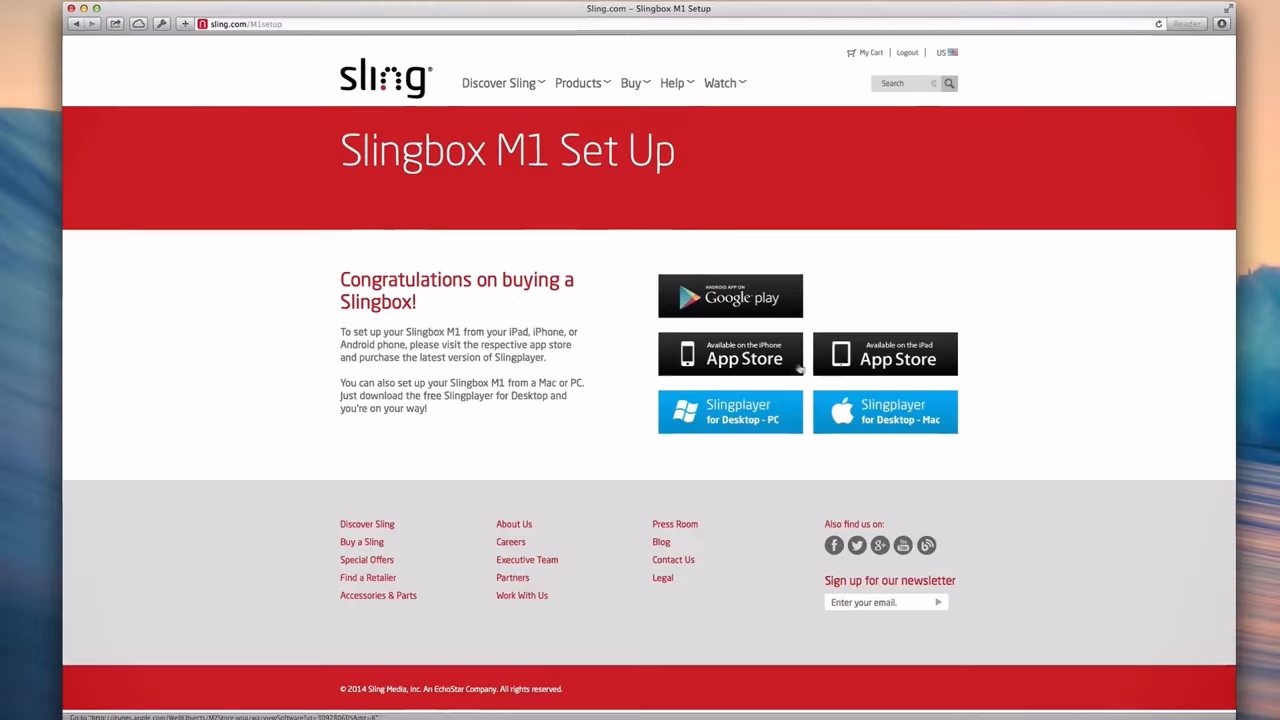 Sling.com – Slingbox M1 Setup
sling.com/M1setup
Reader
My Cart | Logout | US
sling
Discover Sling Products Buy Help Watch
Search
Slingbox M1 Set Up
Congratulations on buying a
Slingbox!
To set up your Slingbox M1 from your iPad, iPhone, or
Android phone, please visit the respective app store
and purchase the latest version of Slingplayer.
You can also set up your Slingbox M1 from a Mac or PC.
Just download the free Slingplayer for Desktop and
you're on your way!
ANDROID APP ON
Google play
Available on the iPhone
App Store
Available on the iPad
App Store
Slingplayer
for Desktop - PC
Slingplayer
for Desktop - Mac
Discover Sling
Buy a Sling
Special Offers
Find a Retailer
Accessories & Parts
About Us
Careers
Executive Team
Partners
Work With Us
Press Room
Blog
Contact Us
Legal
Also find us on:
Sign up for our newsletter
Enter your email.
© 2014 Sling Media, Inc. An EchoStar Company. All rights reserved.